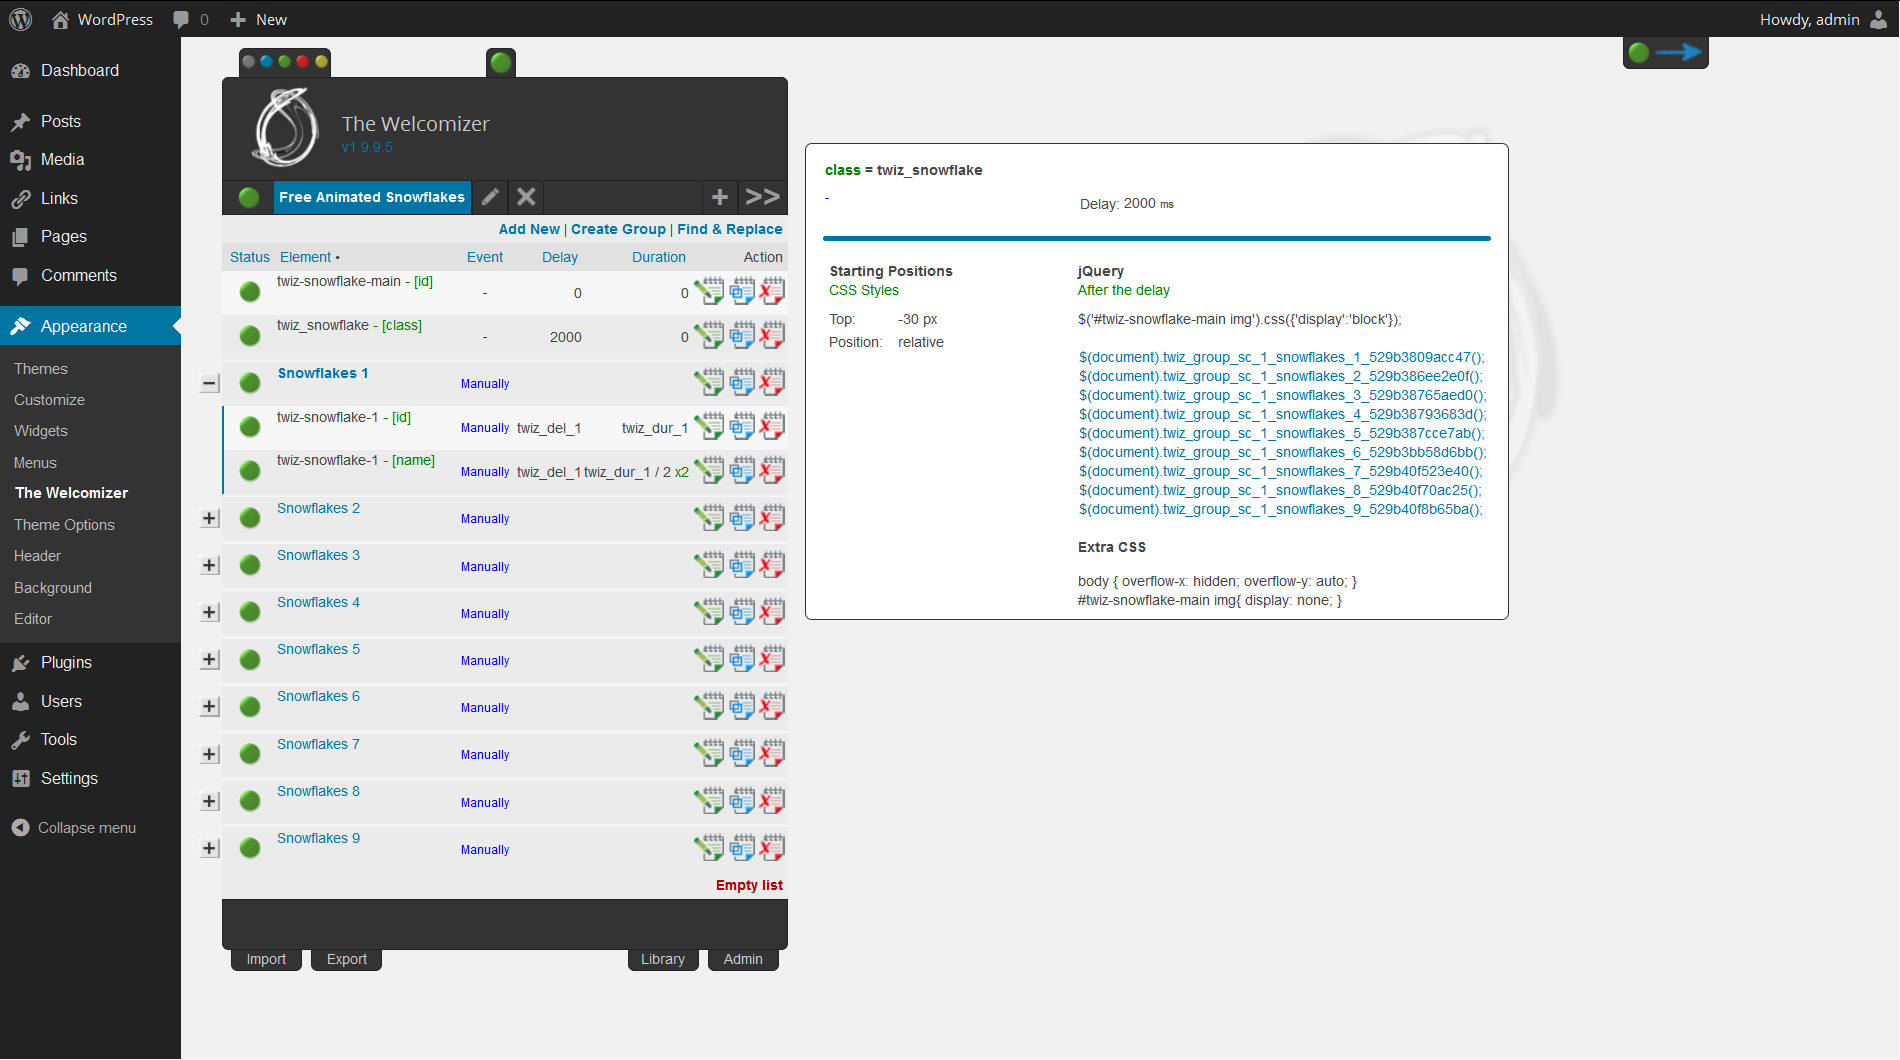 WordPress 0 New Howdy, admin
Dashboard
Posts
Media
Links
Pages
Comments
Appearance
Themes
Customize
Widgets
Menus
The Welcomizer
Theme Options
Header
Background
Editor
Plugins
Users
Tools
Settings
Collapse menu
The Welcomizer
v1.9.9.5
Free Animated Snowflakes + >>
Add New | Create Group | Find & Replace
Status Element • Event Delay Duration Action
twiz-snowflake-main - [id] - 0 0
twiz_snowflake - [class] - 2000 0
Snowflakes 1 Manually
twiz-snowflake-1 - [id] Manually twiz_del_1 twiz_dur_1
twiz-snowflake-1 - [name] Manually twiz_del_1 twiz_dur_1 / 2 x2
Snowflakes 2 Manually
Snowflakes 3 Manually
Snowflakes 4 Manually
Snowflakes 5 Manually
Snowflakes 6 Manually
Snowflakes 7 Manually
Snowflakes 8 Manually
Snowflakes 9 Manually
Empty list
Import Export Library Admin
class = twiz_snowflake
- Delay: 2000 ms
Starting Positions
CSS Styles
Top: -30 px
Position: relative
jQuery
After the delay
$('#twiz-snowflake-main img').css({'display':'block'});
$(document).twiz_group_sc_1_snowflakes_1_529b3809acc47();
$(document).twiz_group_sc_1_snowflakes_2_529b386ee2e0f();
$(document).twiz_group_sc_1_snowflakes_3_529b38765aed0();
$(document).twiz_group_sc_1_snowflakes_4_529b38793683d();
$(document).twiz_group_sc_1_snowflakes_5_529b387cce7ab();
$(document).twiz_group_sc_1_snowflakes_6_529b3bb58d6bb();
$(document).twiz_group_sc_1_snowflakes_7_529b40f523e40();
$(document).twiz_group_sc_1_snowflakes_8_529b40f70ac25();
$(document).twiz_group_sc_1_snowflakes_9_529b40f8b65ba();
Extra CSS
body { overflow-x: hidden; overflow-y: auto; }
#twiz-snowflake-main img{ display: none; }